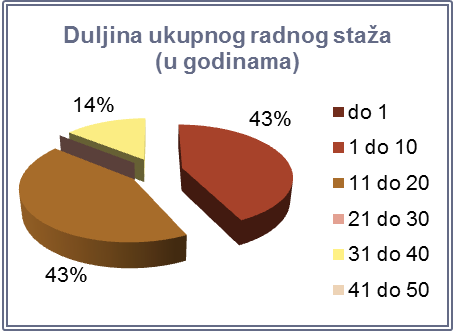 Duljina ukupnog radnog staža
(u godinama)
14%
43%
43%
do 1
1 do 10
11 do 20
21 do 30
31 do 40
41 do 50